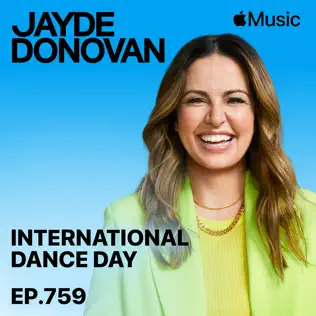 JAYDE
DONOVAN
Music
INTERNATIONAL
DANCE DAY
EP.759